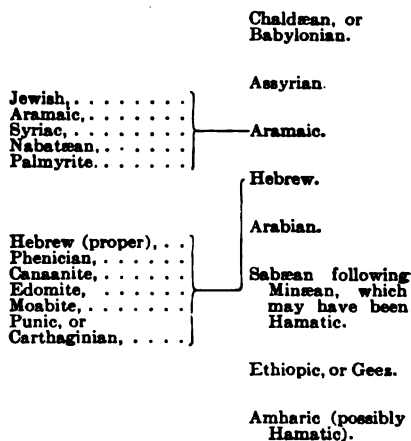 Chaldæan, or
Babylonian.
Assyrian.
Jewish, . . . . . . . .
Aramaic, . . . . . . .
Syriac, . . . . . . . .
Nabatæan, . . . . . .
Palmyrite. . . . . . .
Aramaic.
Hebrew.
Arabian.
Hebrew (proper), . .
Phenician, . . . . . .
Canaanite, . . . . . .
Edomite, . . . . . .
Moabite, . . . . . . .
Punic, or
Carthaginian, . . . .
Sabæan following
Minæan, which
may have been
Hamatic.
Ethiopic, or Geez.
Amharic (possibly
Hamatic).